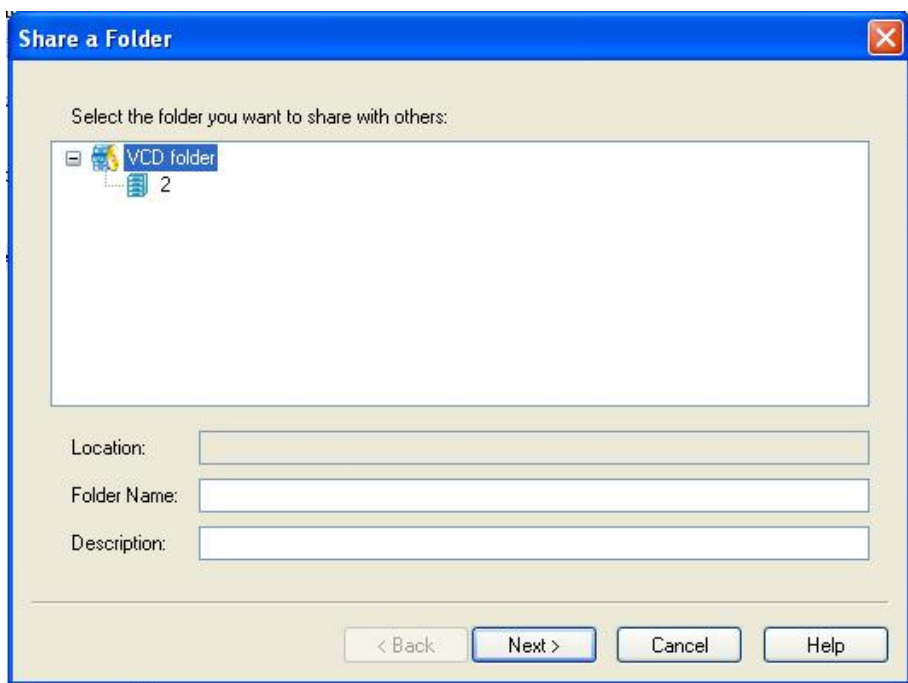 Share a Folder
Select the folder you want to share with others:
VCD folder
2
Location:
Folder Name:
Description:
< Back Next > Cancel Help